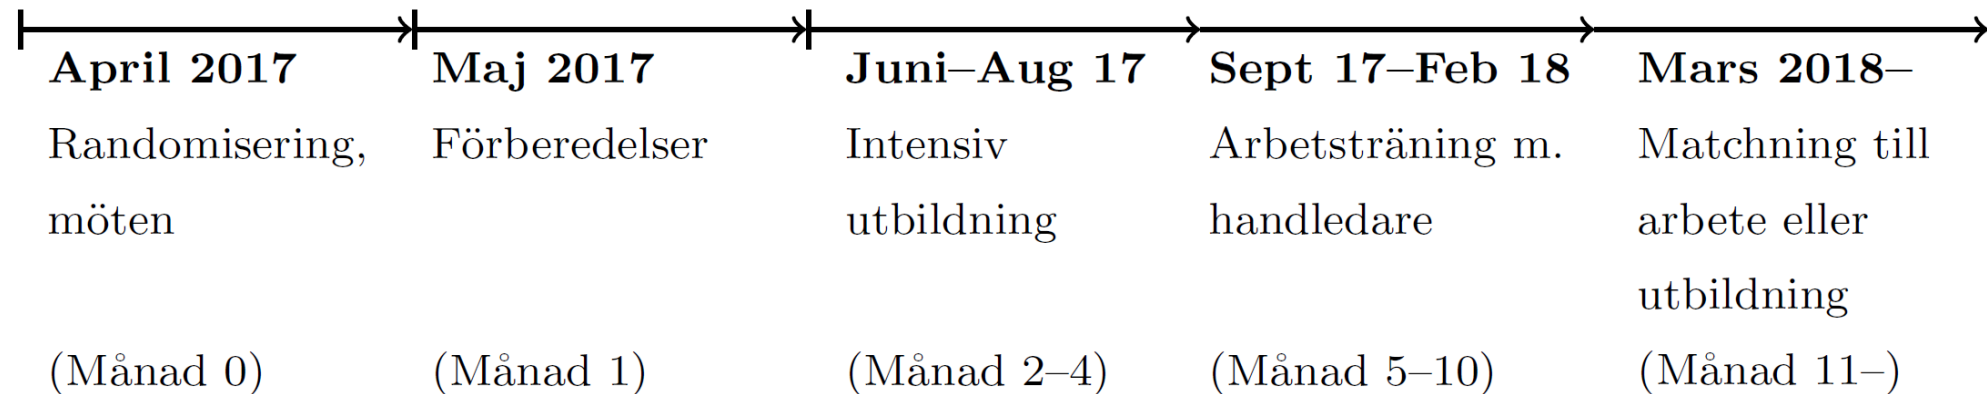 April 2017
Randomisering,
möten
(Månad 0)
Maj 2017
Förberedelser
(Månad 1)
Juni–Aug 17
Intensiv
utbildning
(Månad 2–4)
Sept 17–Feb 18
Arbetsträning m.
handledare
(Månad 5–10)
Mars 2018–
Matchning till
arbete eller
utbildning
(Månad 11–)